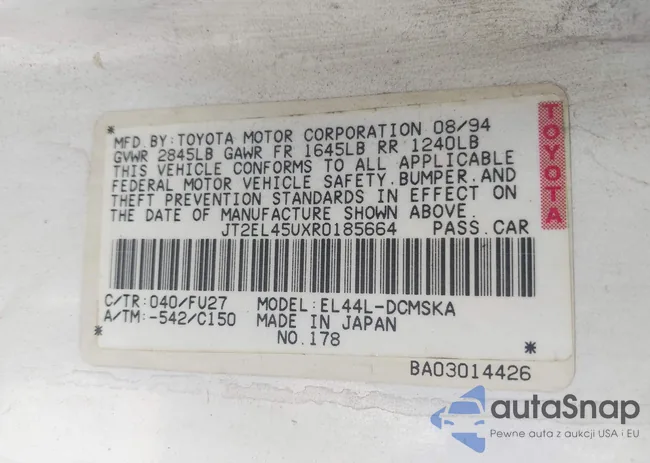 MFD.BY:TOYOTA MOTOR CORPORATION 08/94
GVWR 2845LB GAWR FR 1645LB RR 1240LB
THIS VEHICLE CONFORMS TO ALL APPLICABLE
FEDERAL MOTOR VEHICLE SAFETY,BUMPER,AND
THEFT PREVENTION STANDARDS IN EFFECT ON
THE DATE OF MANUFACTURE SHOWN ABOVE.
JT2EL45UXR0185664 PASS.CAR
TOYOTA
C/TR:040/FU27 MODEL:EL44L-DCMSKA
A/TM:-542/C150 MADE IN JAPAN
NO.178
BA03014426
autaSnap
Pewne auta z aukcji USA i EU